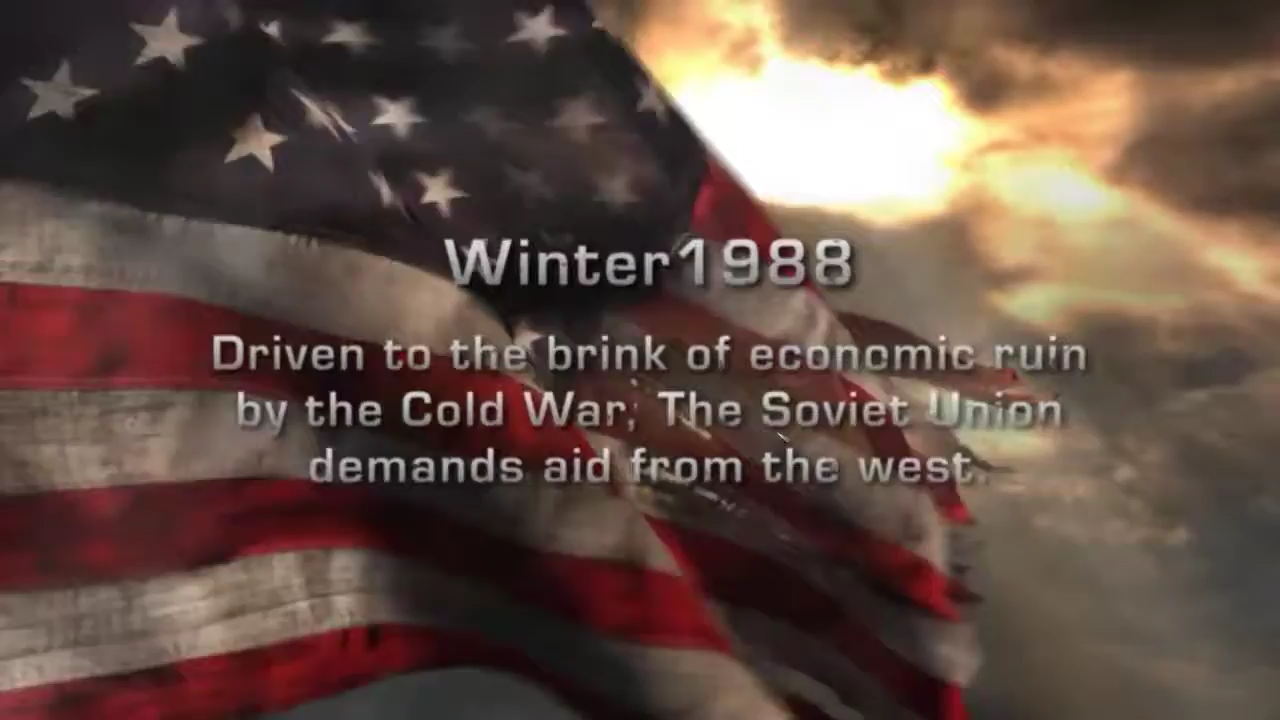 Winter1988
Driven to the brink of economic ruin
by the Cold War, The Soviet Union
demands aid from the west.